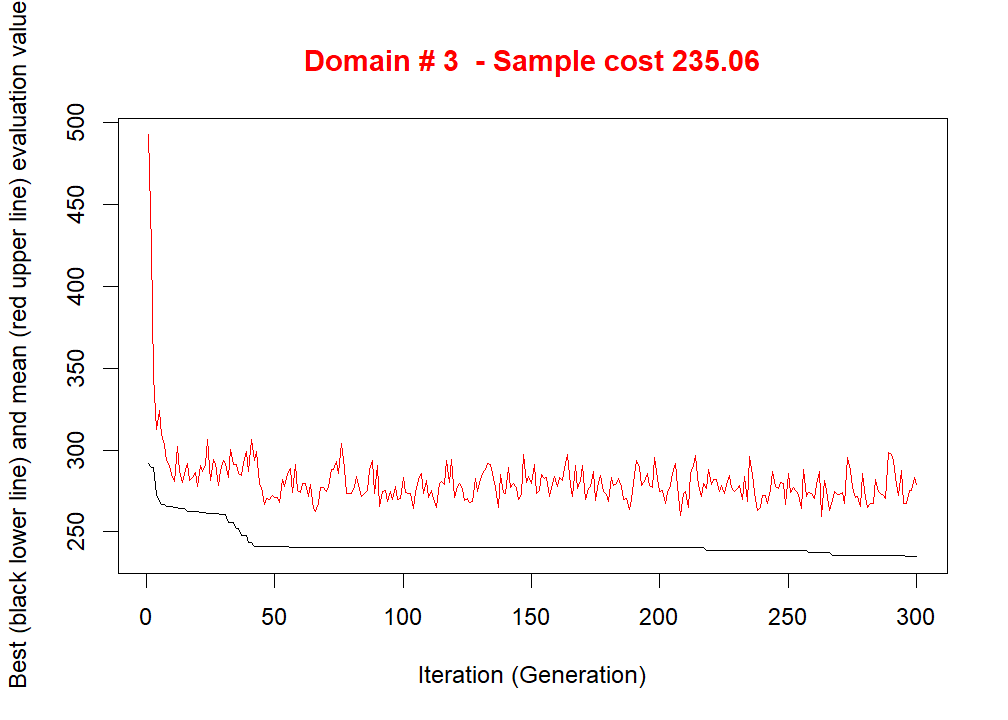 Domain # 3  - Sample cost 235.06
Best (black lower line) and mean (red upper line) evaluation value
500
450
400
350
300
250
0 50 100 150 200 250 300
Iteration (Generation)